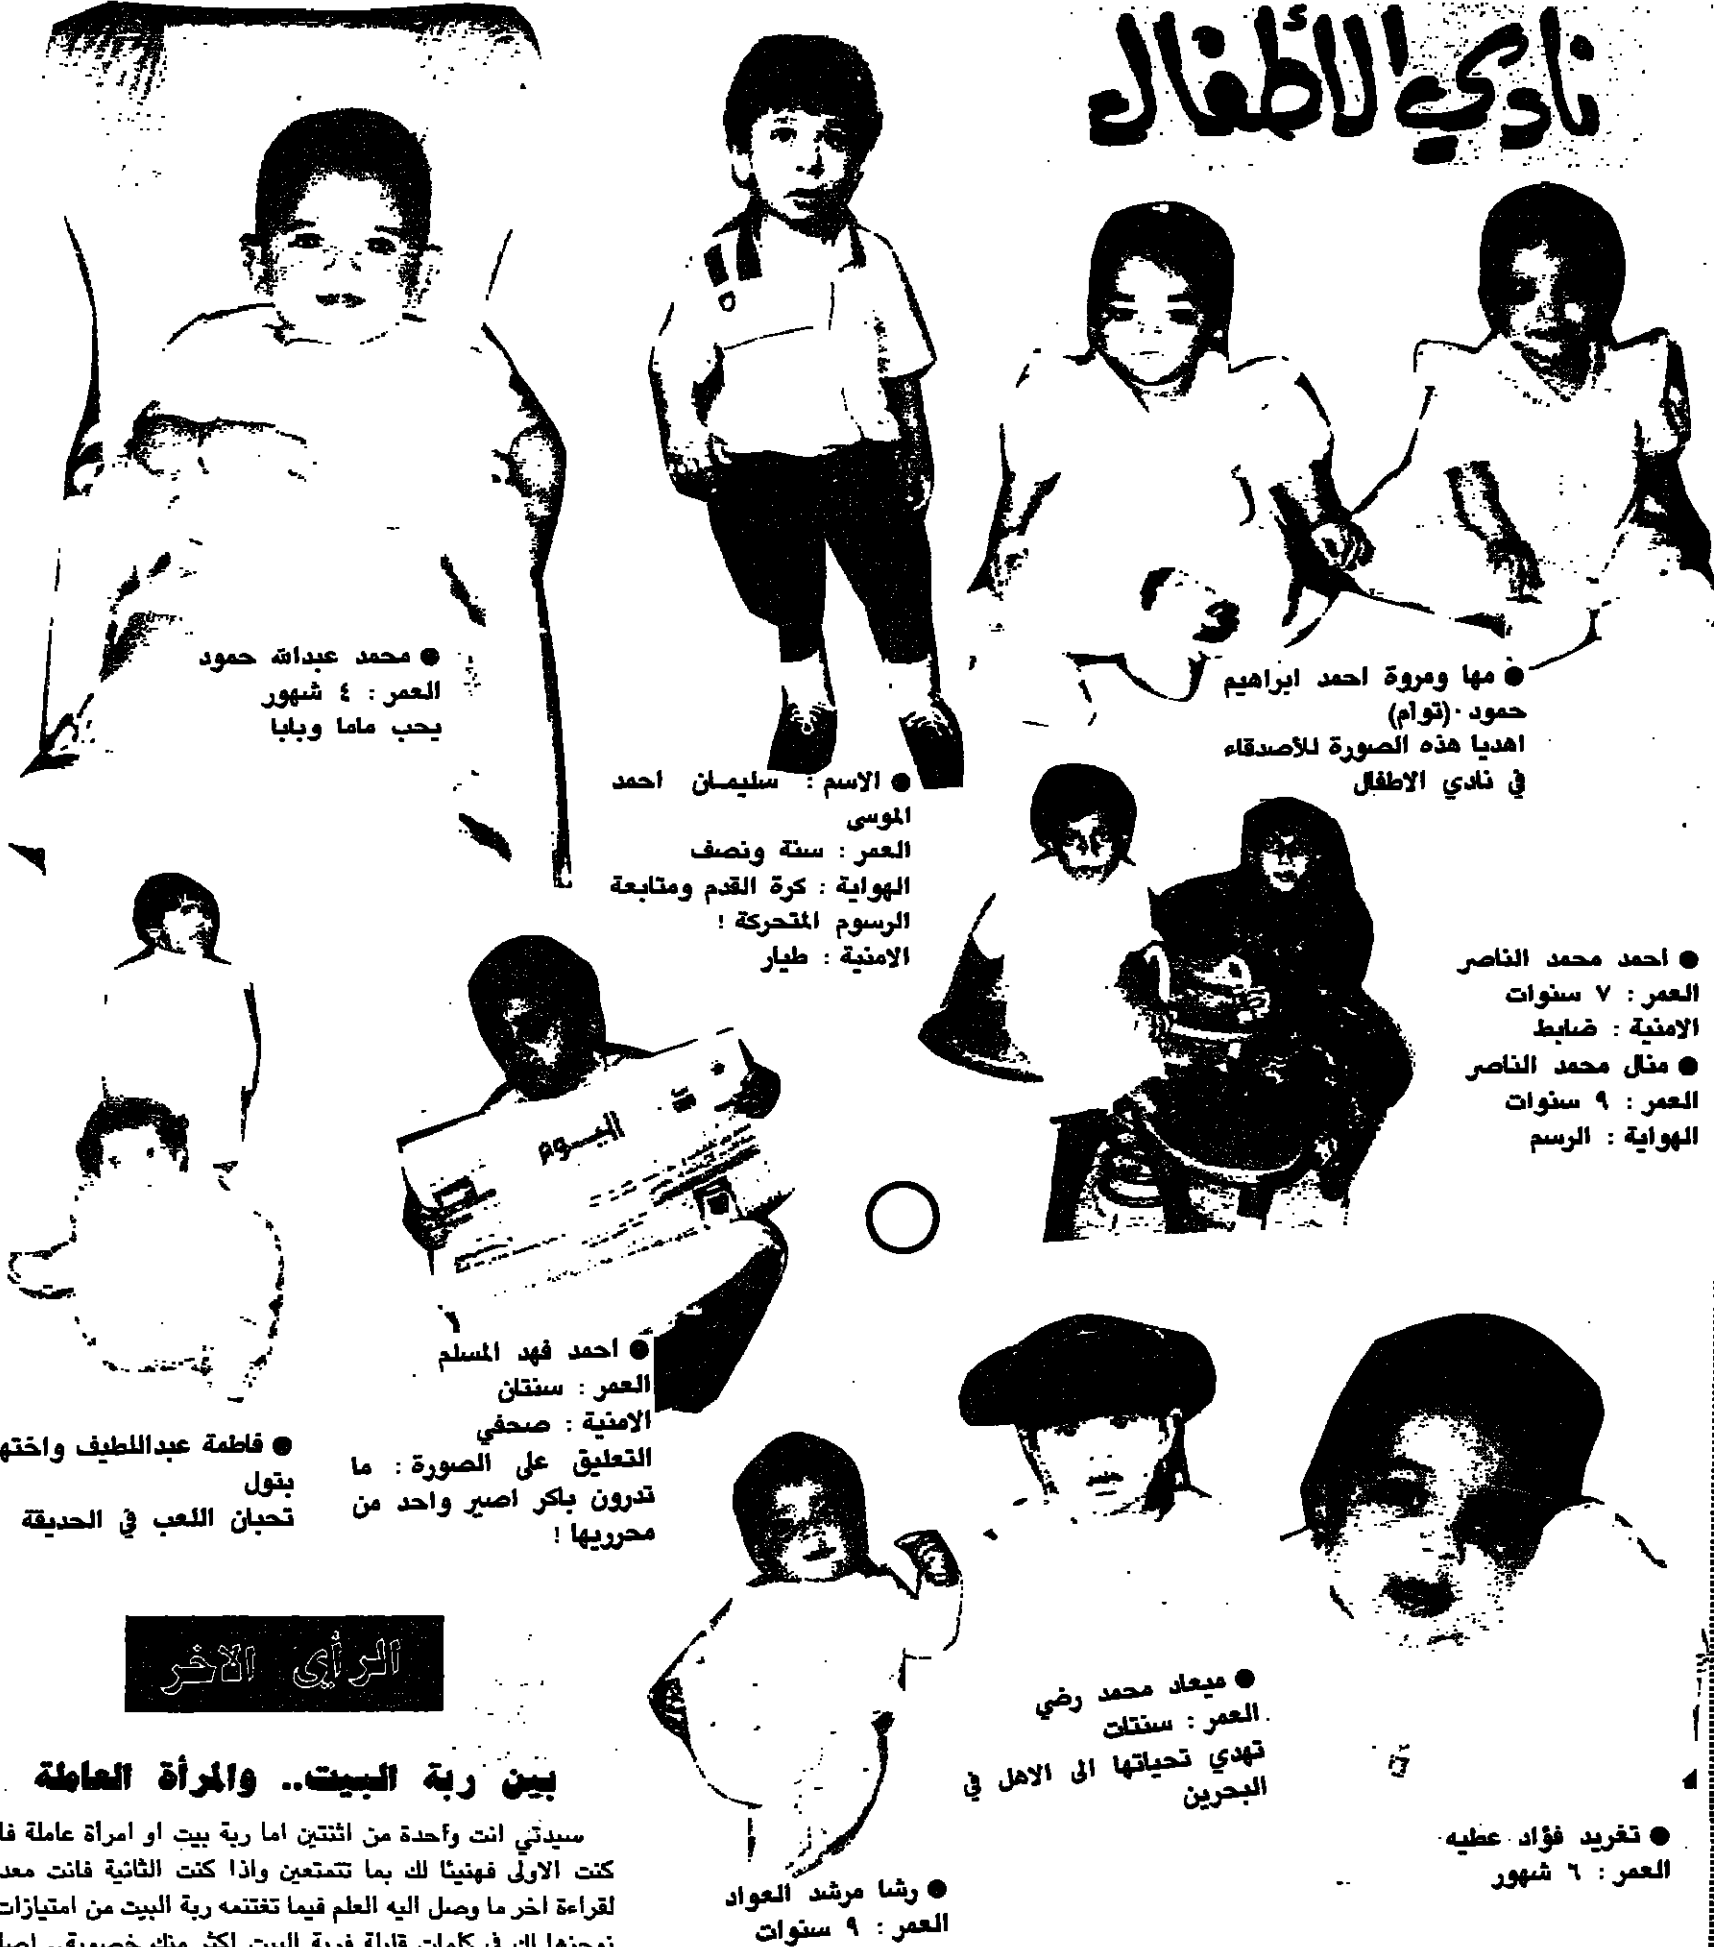 نادي الأطفال
● مها ومروة احمد ابراهيم
حمود (توأم)
اهديا هذه الصورة للأصدقاء
في نادي الاطفال
● محمد عبدالله حمود
العمر : ٤ شهور
يحب ماما وبابا
● الاسم : سليمان احمد
الموسى
العمر : سنة ونصف
الهواية : كرة القدم ومتابعة
الرسوم المتحركة !
الامنية : طيار
● احمد محمد الناصر
العمر : ٧ سنوات
الامنية : ضابط
● منال محمد الناصر
العمر : ٩ سنوات
الهواية : الرسم
اليوم
● احمد فهد المسلم
العمر : سنتان
الامنية : صحفي
التعليق على الصورة : ما
تدرون باكر اصير واحد من
محرريها !
● فاطمة عبداللطيف واختها
بتول
تحبان اللعب في الحديقة
● ميعاد محمد رضي
العمر : سنتات
تهدي تحياتها الى الاهل في
البحرين
● تغريد فؤاد عطيه
العمر : ٦ شهور
● رشا مرشد العواد
العمر : ٩ سنوات
الرأي الاخر
بين ربة البيت.. والمرأة العاملة
سيدتي انت واحدة من اثنتين اما ربة بيت او امرأة عاملة
كنت الاولى فهنيئا لك بما تتمتعين واذا كنت الثانية فانت
لقراءة اخر ما وصل اليه العلم فيما تغتنمه ربة البيت من امتيازات